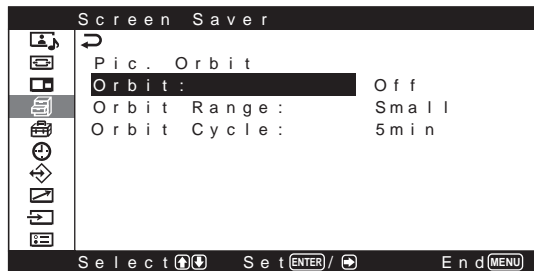 Screen Saver
Pic. Orbit
Orbit: Off
Orbit Range: Small
Orbit Cycle: 5min
Select Set ENTER / End MENU